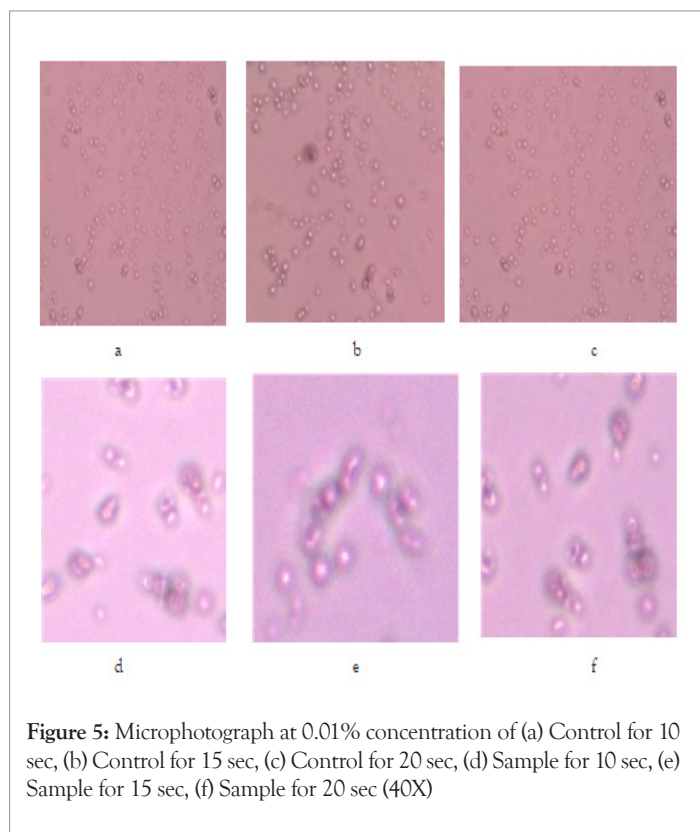 a
b
c
d
e
f
Figure 5: Microphotograph at 0.01% concentration of (a) Control for 10
sec, (b) Control for 15 sec, (c) Control for 20 sec, (d) Sample for 10 sec, (e)
Sample for 15 sec, (f) Sample for 20 sec (40X)